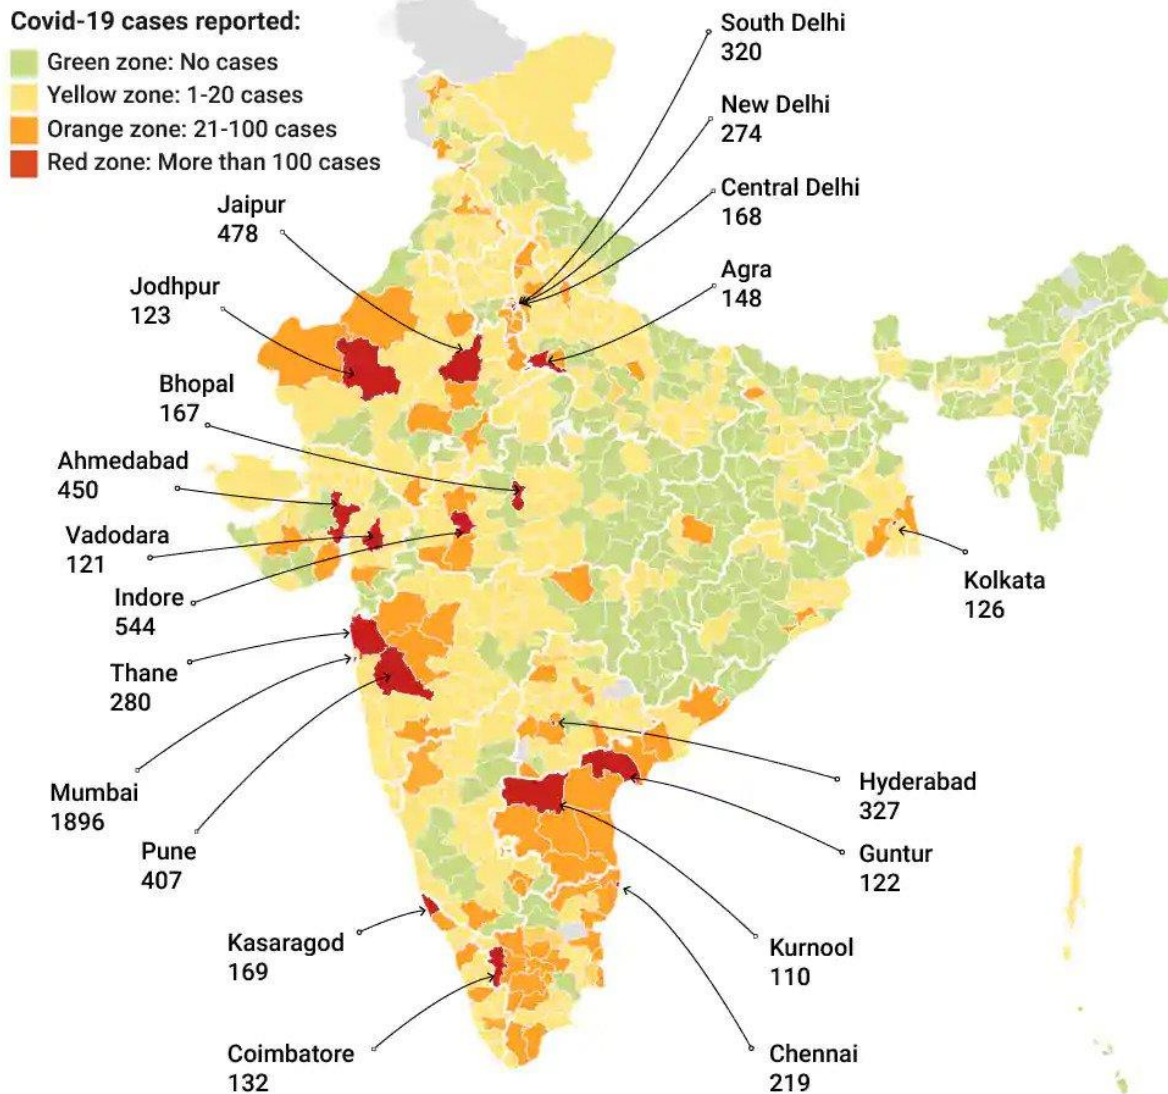 Covid-19 cases reported:
Green zone: No cases
Yellow zone: 1-20 cases
Orange zone: 21-100 cases
Red zone: More than 100 cases
South Delhi
320
New Delhi
274
Central Delhi
168
Jaipur
478
Agra
148
Jodhpur
123
Bhopal
167
Ahmedabad
450
Vadodara
121
Indore
544
Kolkata
126
Thane
280
Mumbai
1896
Hyderabad
327
Pune
407
Guntur
122
Kasaragod
169
Kurnool
110
Coimbatore
132
Chennai
219